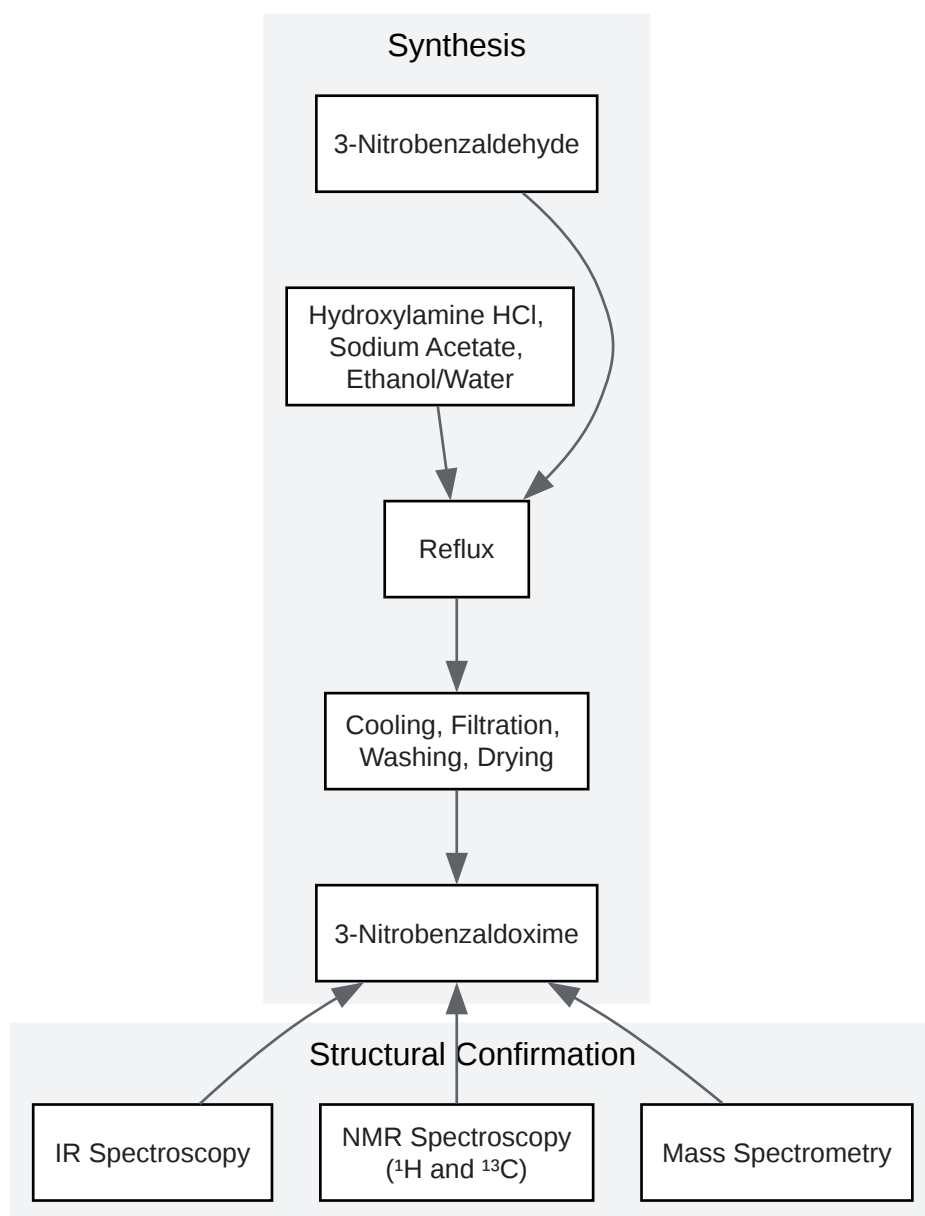 Synthesis
3-Nitrobenzaldehyde
Hydroxylamine HCl,
Sodium Acetate,
Ethanol/Water
Reflux
Cooling, Filtration,
Washing, Drying
3-Nitrobenzaldoxime
Structural Confirmation
IR Spectroscopy
NMR Spectroscopy
(¹H and ¹³C)
Mass Spectrometry